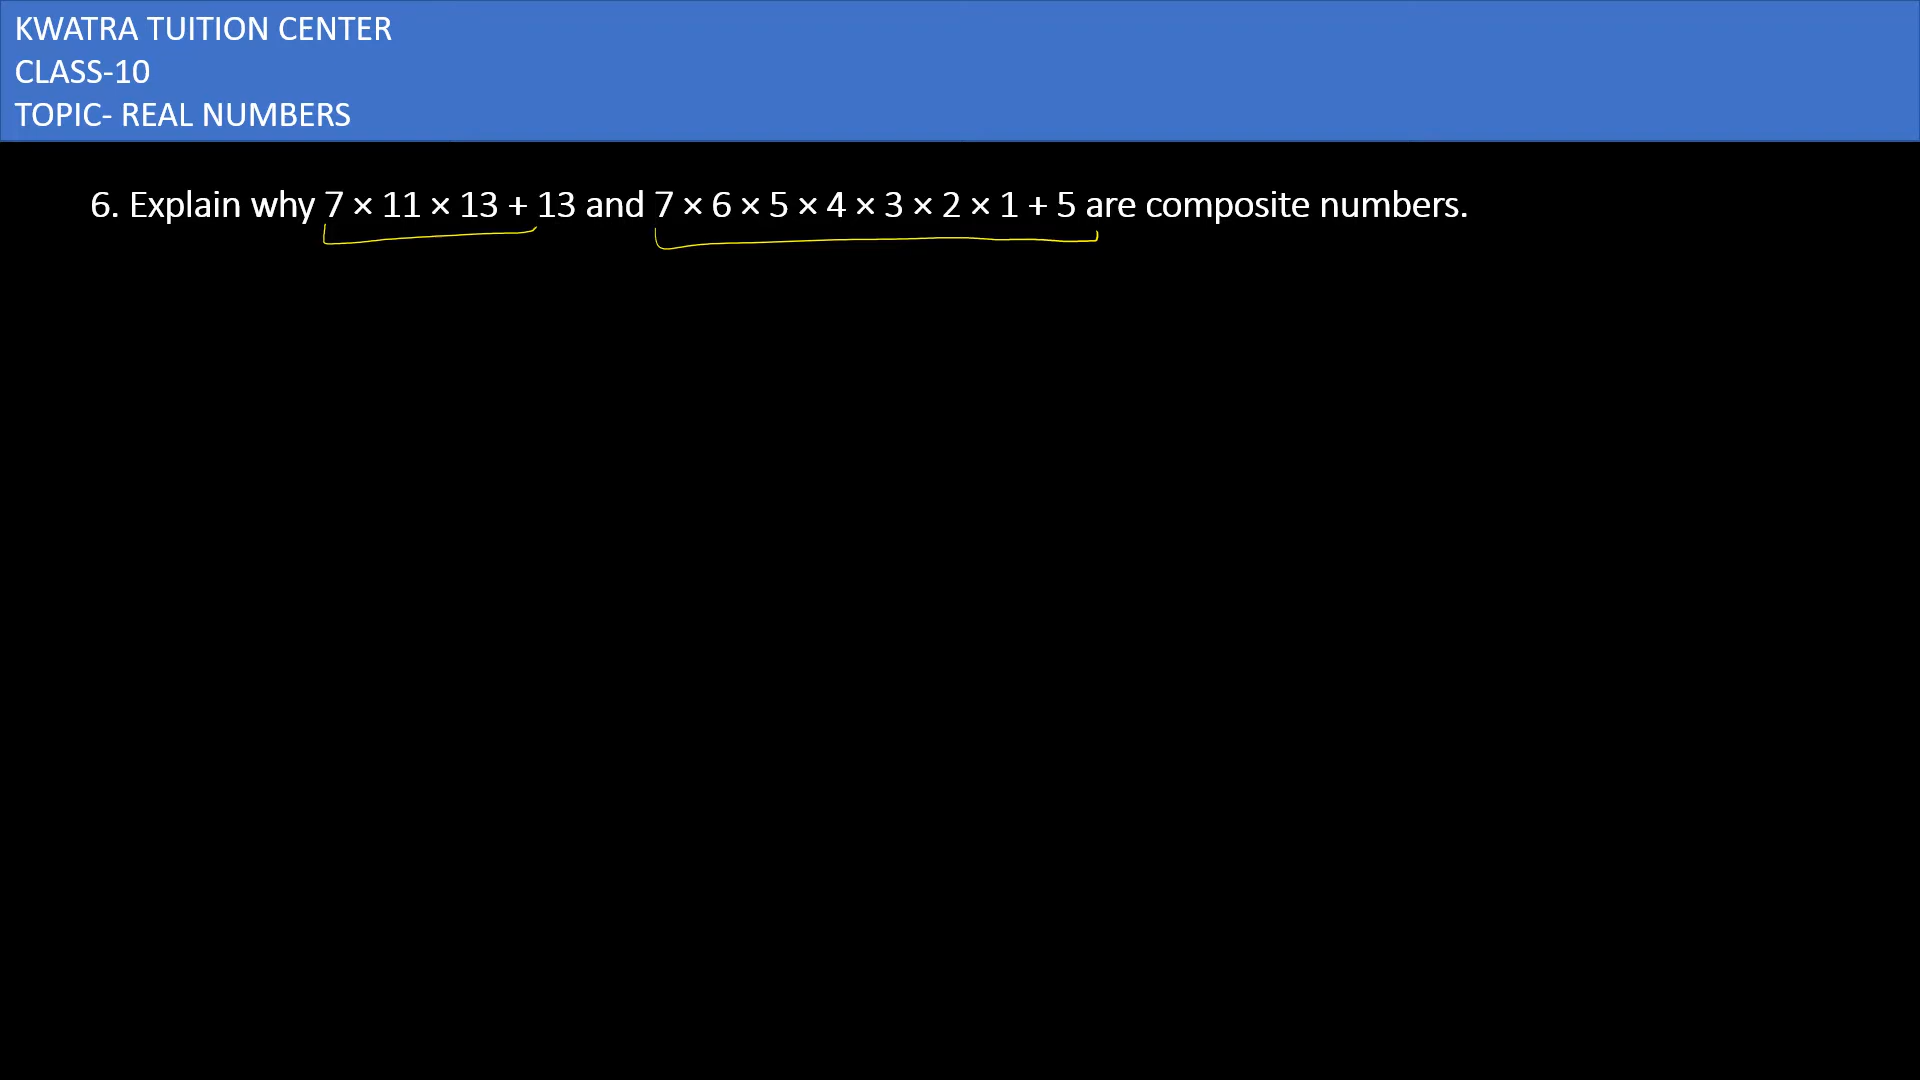 KWATRA TUITION CENTER
CLASS-10
TOPIC- REAL NUMBERS
6. Explain why 7 × 11 × 13 + 13 and 7 × 6 × 5 × 4 × 3 × 2 × 1 + 5 are composite numbers.